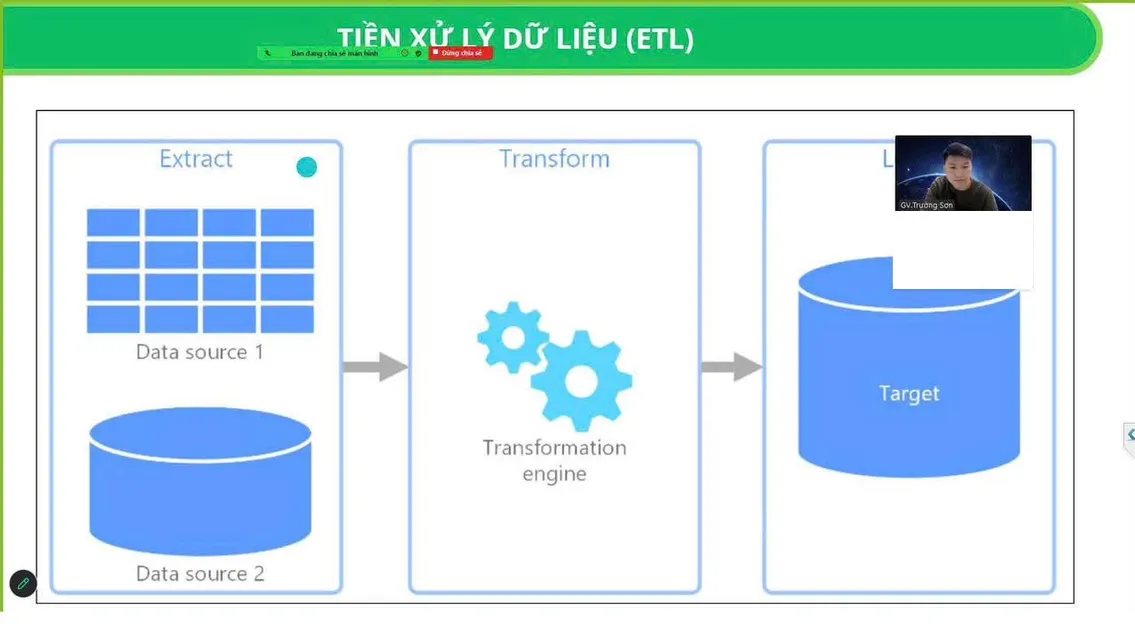 TIỀN XỬ LÝ DỮ LIỆU (ETL)
Bạn đang chia sẻ màn hình
Dừng chia sẻ
Extract
Transform
L
GV.Trường Sơn
Data source 1
Transformation
engine
Target
Data source 2